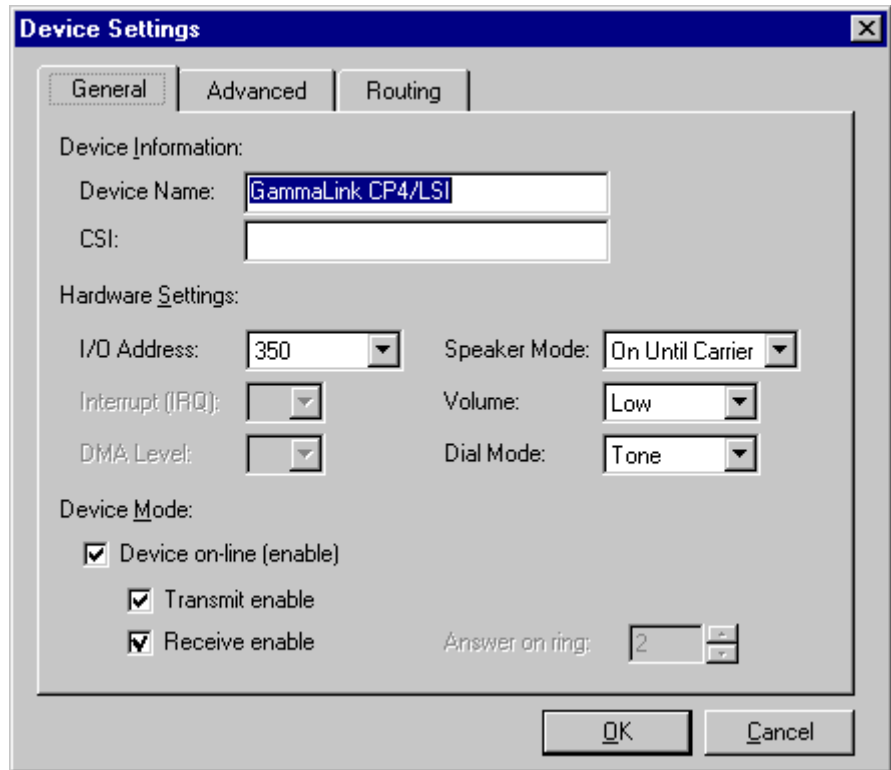 Device Settings
General Advanced Routing
Device Information:
Device Name: GammaLink CP4/LSI
CSI:
Hardware Settings:
I/O Address: 350 Speaker Mode: On Until Carrier
Interrupt (IRQ): Volume: Low
DMA Level: Dial Mode: Tone
Device Mode:
Device on-line (enable)
Transmit enable
Receive enable Answer on ring: 2
OK Cancel